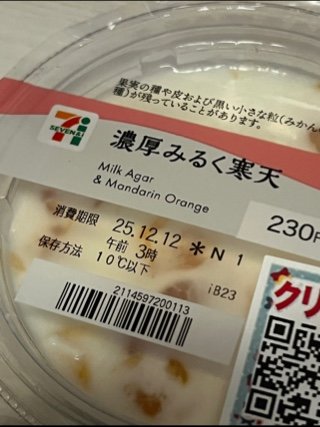 果実の種や皮および黒い小さな粒(みかんの
種)が残っていることがあります。
7
SEVEN&i
濃厚みるく寒天
Milk Agar
& Mandarin Orange
230円
消費期限 25.12.12 *N 1
午前 3時
保存方法 10℃以下
iB23
2114597200113
クリ